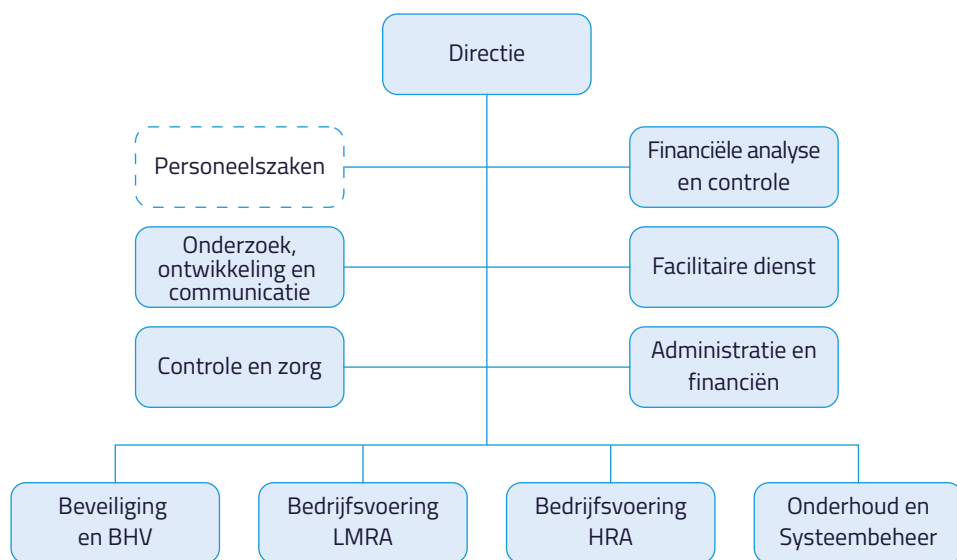 Directie
Personeelszaken
Financiële analyse
en controle
Onderzoek,
ontwikkeling en
communicatie
Facilitaire dienst
Controle en zorg
Administratie en
financiën
Beveiliging
en BHV
Bedrijfsvoering
LMRA
Bedrijfsvoering
HRA
Onderhoud en
Systeembeheer